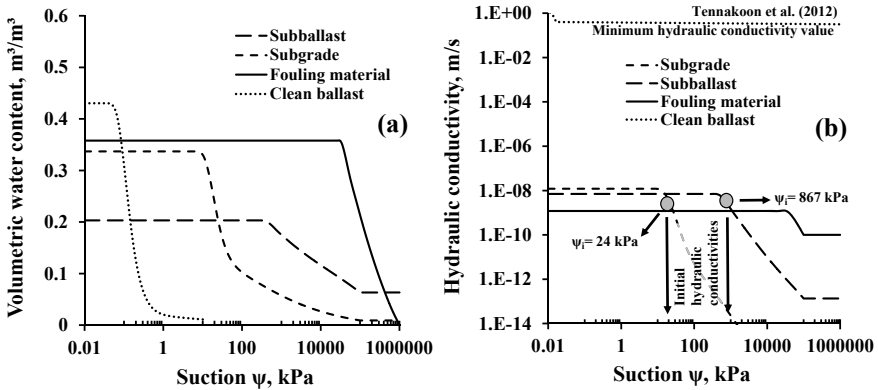 Volumetric water content, m³/m³
0.6
0.5
0.4
0.3
0.2
0.1
0
Subballast
Subgrade
Fouling material
Clean ballast
(a)
0.01
1
100
10000
1000000
Suction ψ, kPa
Hydraulic conductivity, m/s
1.E+00
1.E-02
1.E-04
1.E-06
1.E-08
1.E-10
1.E-12
1.E-14
Tennakoon et al. (2012)
Minimum hydraulic conductivity value
Subgrade
Subballast
Fouling material
Clean ballast
(b)
ψi= 867 kPa
ψi= 24 kPa
Initial
hydraulic
conductivities
0.01
1
100
10000
1000000
Suction ψ, kPa